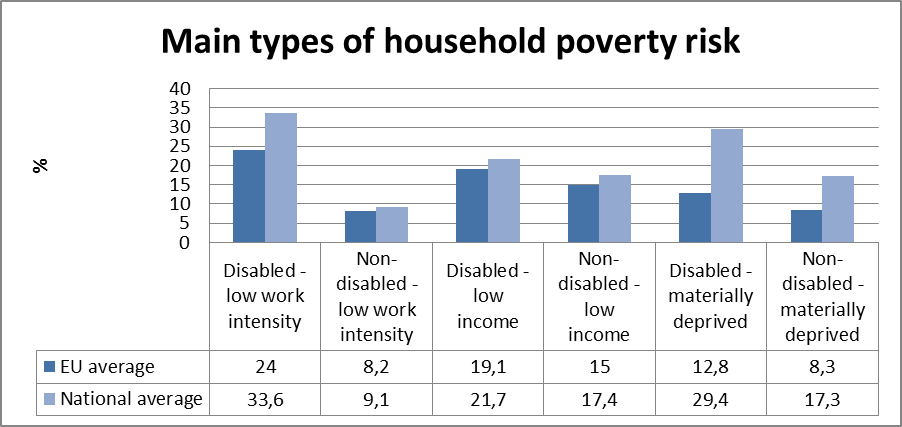 Main types of household poverty risk
%
40
35
30
25
20
15
10
5
0
Disabled -
low work
intensity
Non-
disabled -
low work
intensity
Disabled -
low
income
Non-
disabled -
low
income
Disabled -
materially
deprived
Non-
disabled -
materially
deprived
EU average 24 8,2 19,1 15 12,8 8,3
National average 33,6 9,1 21,7 17,4 29,4 17,3